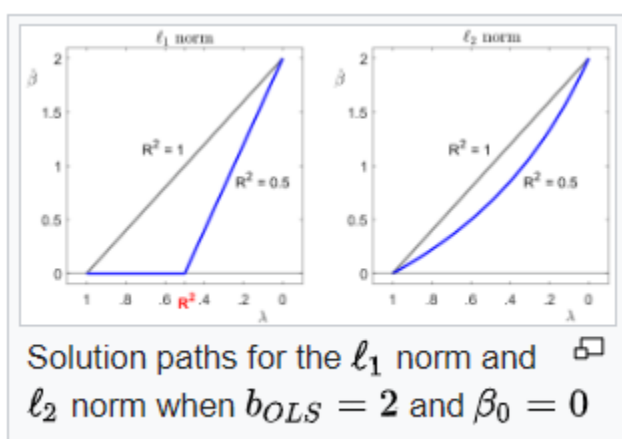 ℓ₁ norm
ℓ₂ norm
β̂
2
1.5
1
0.5
0
R² = 1
R² = 0.5
1 .8 .6 R² .4 .2 0
λ
β̂
2
1.5
1
0.5
0
R² = 1
R² = 0.5
1 .8 .6 .4 .2 0
λ
Solution paths for the ℓ₁ norm and
ℓ₂ norm when b_OLS = 2 and β₀ = 0